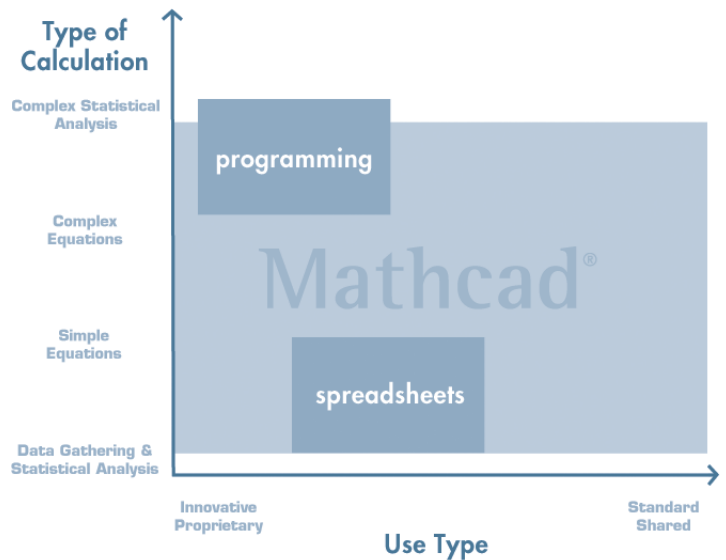 Type of
Calculation
Complex Statistical
Analysis
programming
Complex
Equations
Mathcad®
Simple
Equations
spreadsheets
Data Gathering &
Statistical Analysis
Innovative
Proprietary
Standard
Shared
Use Type